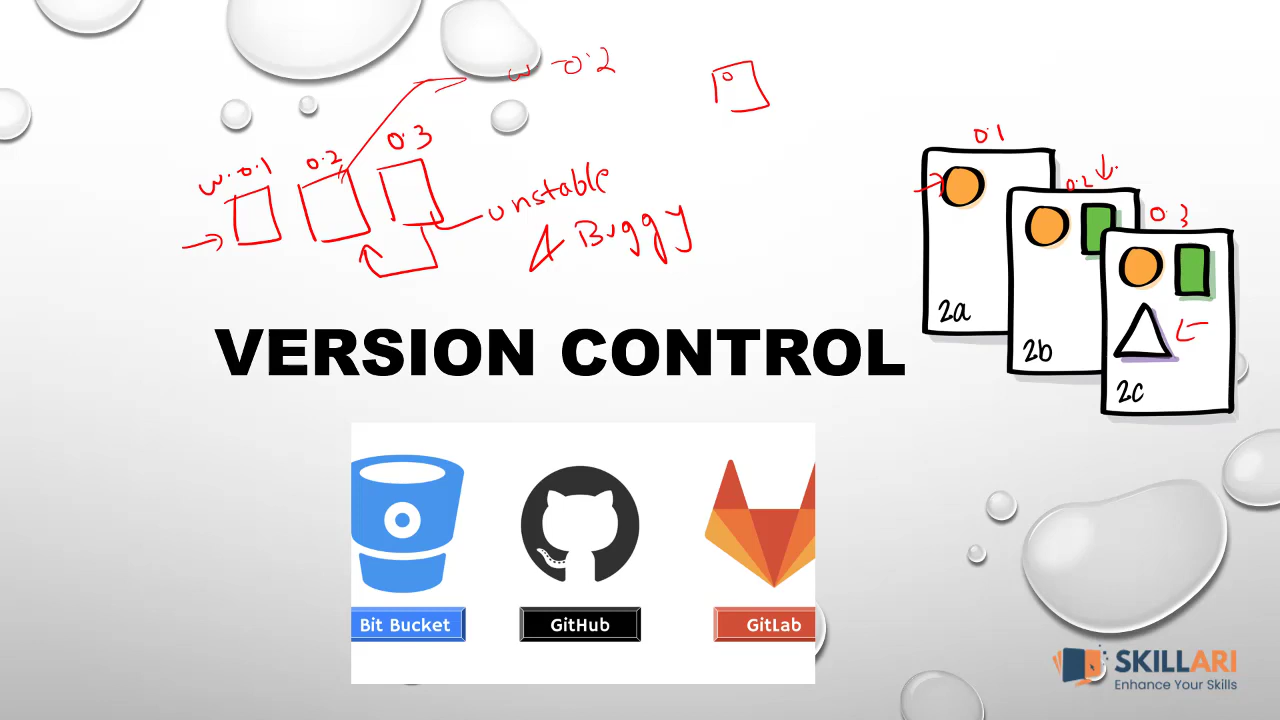 w - 0.2
0.3
0.2
w. 0.1
unstable
& Buggy
0.1
0.2
0.3
2a
2b
2c
VERSION CONTROL
Bit Bucket
GitHub
GitLab
SKILLARI
Enhance Your Skills